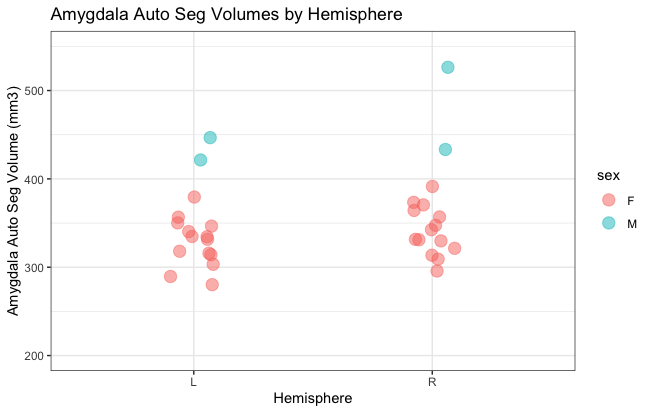 Amygdala Auto Seg Volumes by Hemisphere
Amygdala Auto Seg Volume (mm3)
500
400
300
200
L
R
Hemisphere
sex
F
M